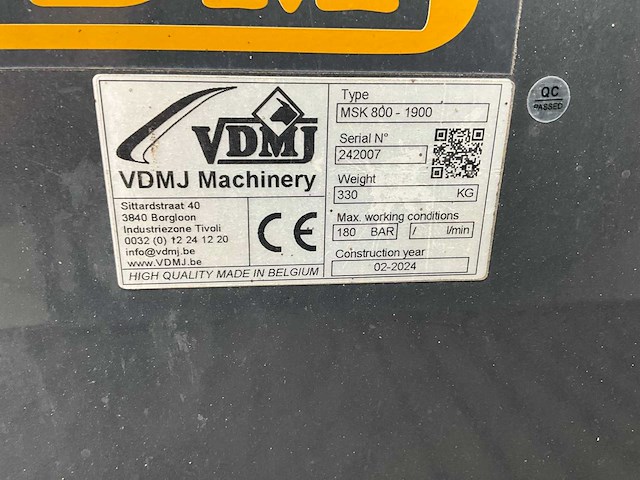 VDMJ
VDMJ Machinery
Sittardstraat 40
3840 Borgloon
Industriezone Tivoli
0032 (0) 12 24 12 20
info@vdmj.be
www.VDMJ.be
CE
HIGH QUALITY MADE IN BELGIUM
Type
MSK 800 - 1900
Serial N°
242007
Weight
330 KG
Max. working conditions
180 BAR / l/min
Construction year
02-2024
QC
PASSED